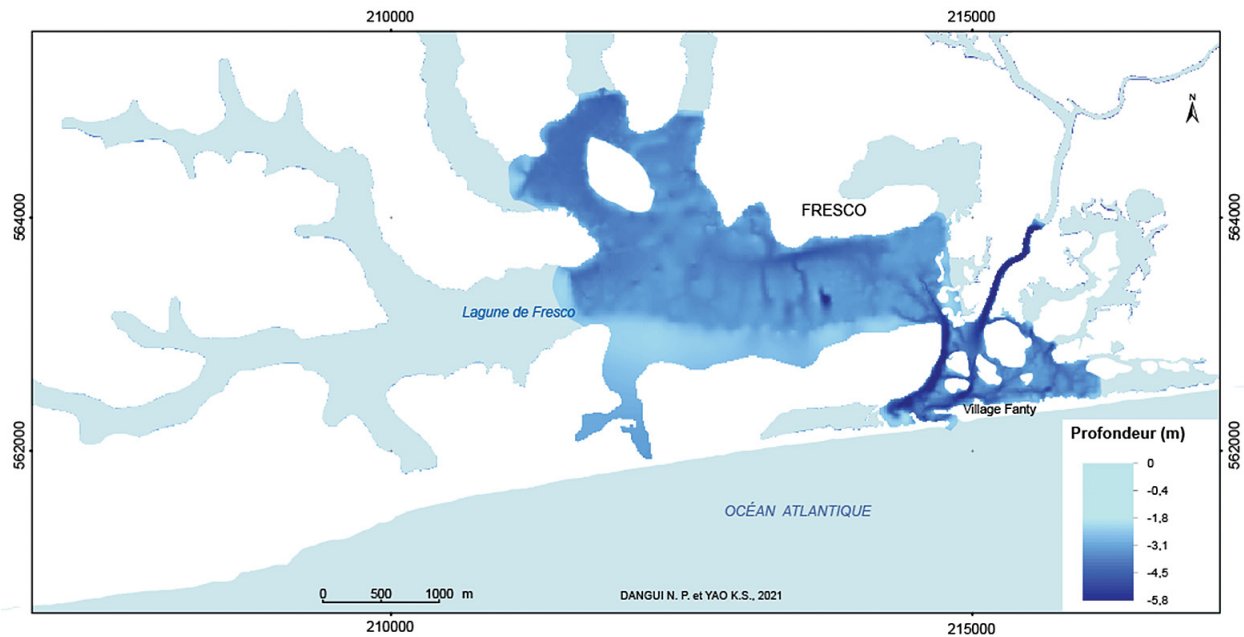 210000 215000
N
564000 564000
FRESCO
Lagune de Fresco
Village Fanty
562000 562000
Profondeur (m)
0
-0,4
-1,8
-3,1
-4,5
-5,8
OCÉAN ATLANTIQUE
0 500 1000 m
DANGUI N. P. et YAO K.S., 2021
210000 215000